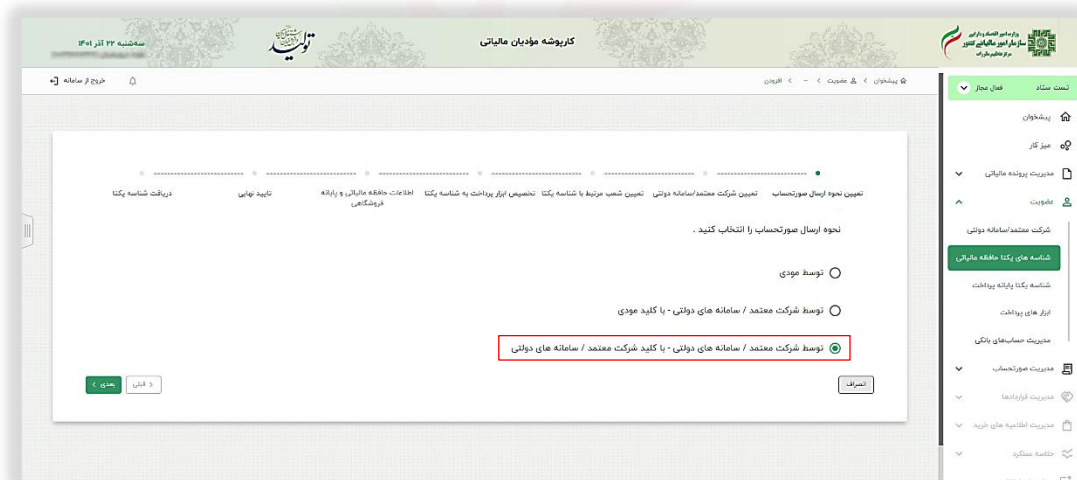 وزارت امور اقتصاد و دارایی
سازمان امور مالیاتی کشور
کارپوشه مؤدیان مالیاتی
تولید
سه‌شنبه ۲۲ آذر ۱۴۰۱
تست ستاد
فعال مجاز
پیشخوان > عضویت > - > افزودن
خروج از سامانه
پیشخوان
میز کار
مدیریت پرونده مالیاتی
عضویت
شرکت معتمد/سامانه دولتی
شناسه های یکتا حافظه مالیاتی
شناسه یکتا پایانه پرداخت
ابزار های پرداخت
مدیریت حساب‌های بانکی
مدیریت صورتحساب
مدیریت قراردادها
مدیریت اطلاعیه های خرید
خلاصه عملکرد
تعیین نحوه ارسال صورتحساب
تعیین شرکت معتمد/سامانه دولتی
تعیین شعب مرتبط با شناسه یکتا
تخصیص ابزار پرداخت به شناسه یکتا
اطلاعات حافظه مالیاتی و پایانه
فروشگاهی
تایید نهایی
دریافت شناسه یکتا
نحوه ارسال صورتحساب را انتخاب کنید .
توسط مودی
توسط شرکت معتمد / سامانه های دولتی - با کلید مودی
توسط شرکت معتمد / سامانه های دولتی - با کلید شرکت معتمد / سامانه های دولتی
انصراف
< قبلی
بعدی >